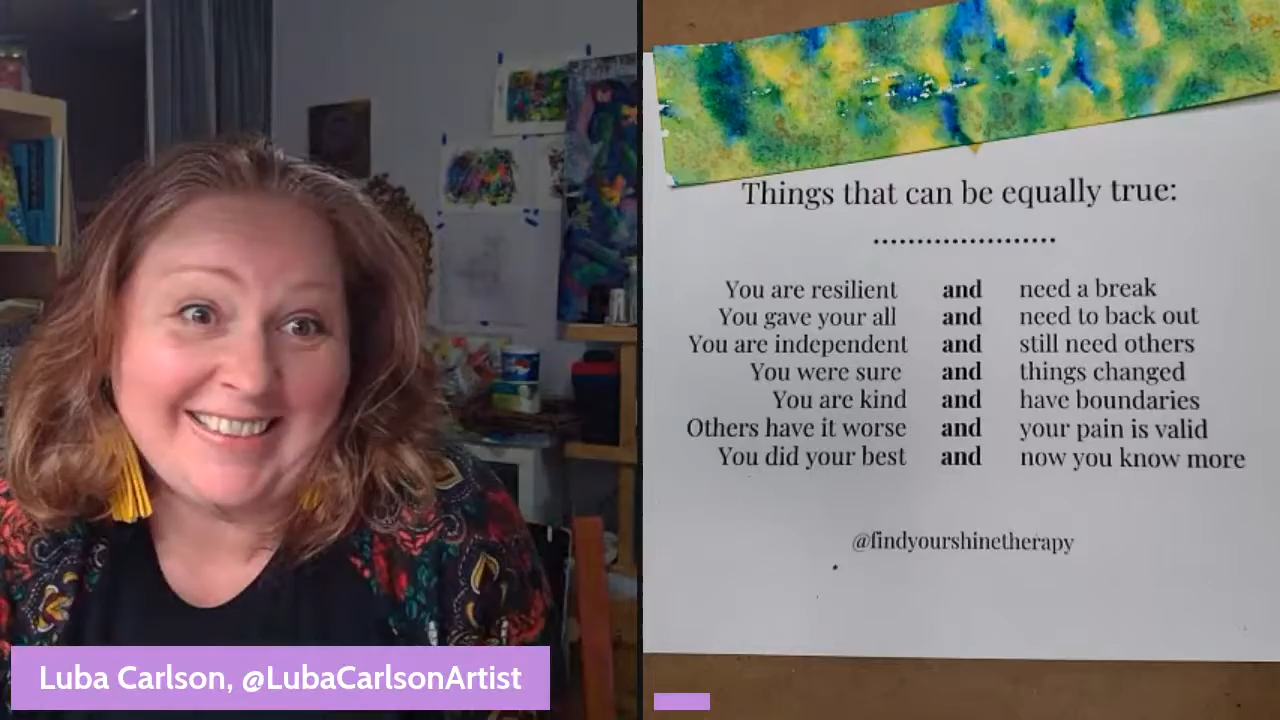 Luba Carlson, @LubaCarlsonArtist
Things that can be equally true:
You are resilient and need a break
You gave your all and need to back out
You are independent and still need others
You were sure and things changed
You are kind and have boundaries
Others have it worse and your pain is valid
You did your best and now you know more
@findyourshinetherapy